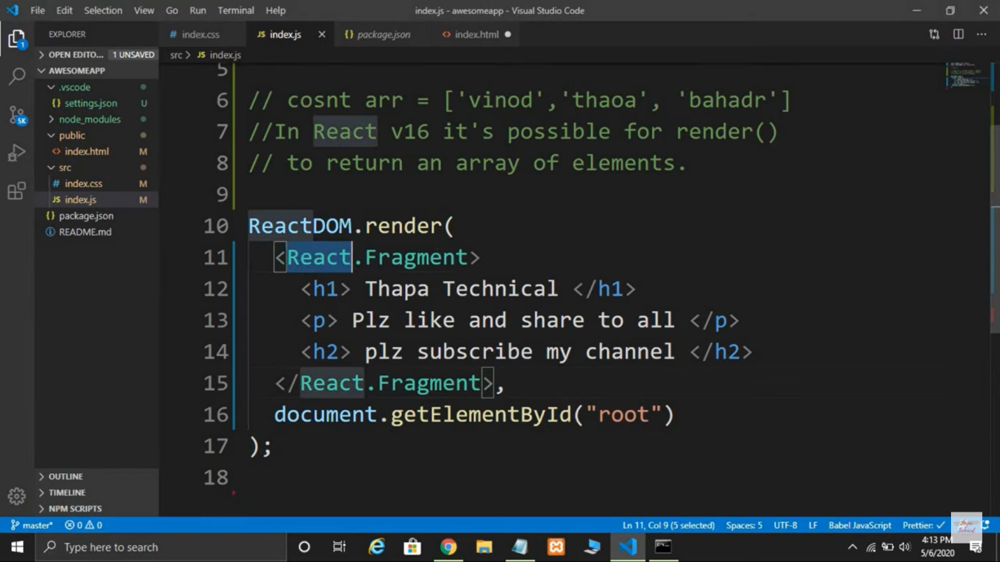 File Edit Selection View Go Run Terminal Help
index.js - awesomeapp - Visual Studio Code
EXPLORER
# index.css
JS index.js
{} package.json
<> index.html
OPEN EDITO... 1 UNSAVED
src > JS index.js
AWESOMEAPP
.vscode
{} settings.json U
node_modules
public
<> index.html M
src
# index.css M
JS index.js M
{} package.json
README.md
OUTLINE
TIMELINE
NPM SCRIPTS
5
6 // cosnt arr = ['vinod','thaoa', 'bahadr']
7 //In React v16 it's possible for render()
8 // to return an array of elements.
9
10 ReactDOM.render(
11 <React.Fragment>
12 <h1> Thapa Technical </h1>
13 <p> Plz like and share to all </p>
14 <h2> plz subscribe my channel </h2>
15 </React.Fragment>,
16 document.getElementById("root")
17 );
18
1
5K
master* 0 0
Ln 11, Col 9 (5 selected) Spaces: 5 UTF-8 LF Babel JavaScript Prettier: ✓
Thapa
Technical
Type here to search
4:13 PM
5/6/2020